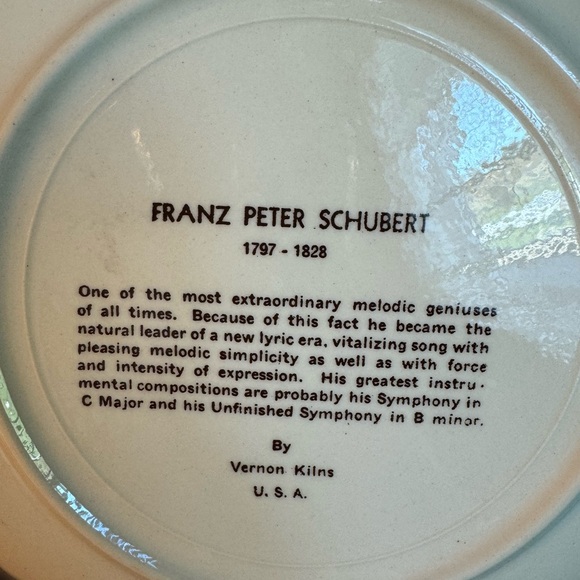 FRANZ PETER SCHUBERT
1797 - 1828
One of the most extraordinary melodic geniuses
of all times. Because of this fact he became the
natural leader of a new lyric era, vitalizing song with
pleasing melodic simplicity as well as with force
and intensity of expression. His greatest instru-
mental compositions are probably his Symphony in
C Major and his Unfinished Symphony in B minor.
By
Vernon Kilns
U. S. A.